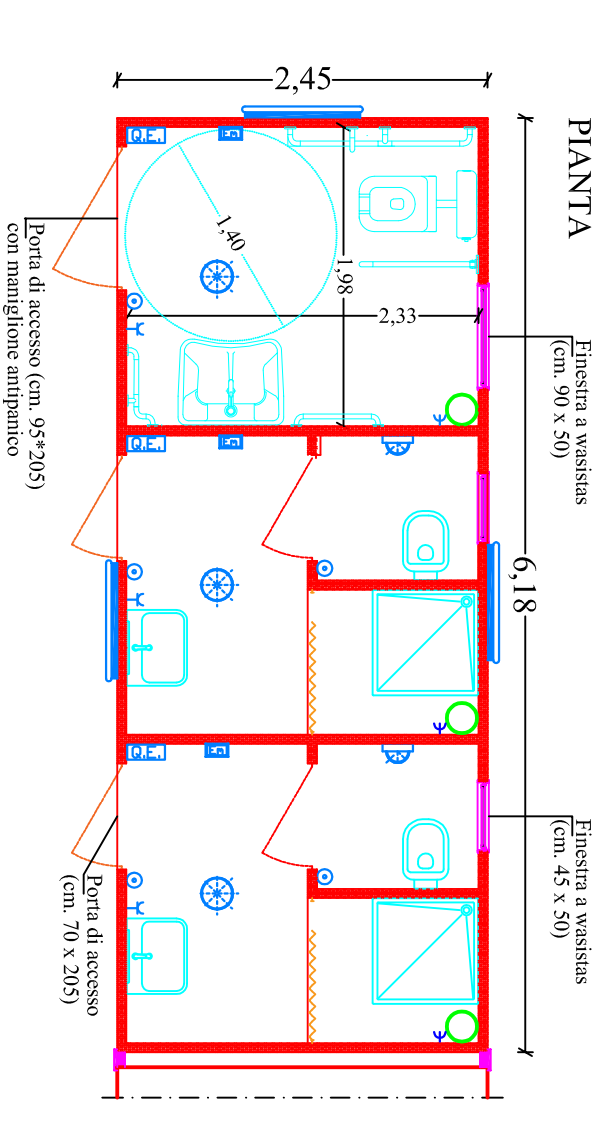 PIANTA
2,45
6,18
Finestra a wasistas
(cm. 90 x 50)
Finestra a wasistas
(cm. 45 x 50)
Q.E.
1,40
1,98
2,33
Q.E.
Q.E.
Porta di accesso (cm. 95*205)
con maniglione antipanico
Porta di accesso
(cm. 70 x 205)